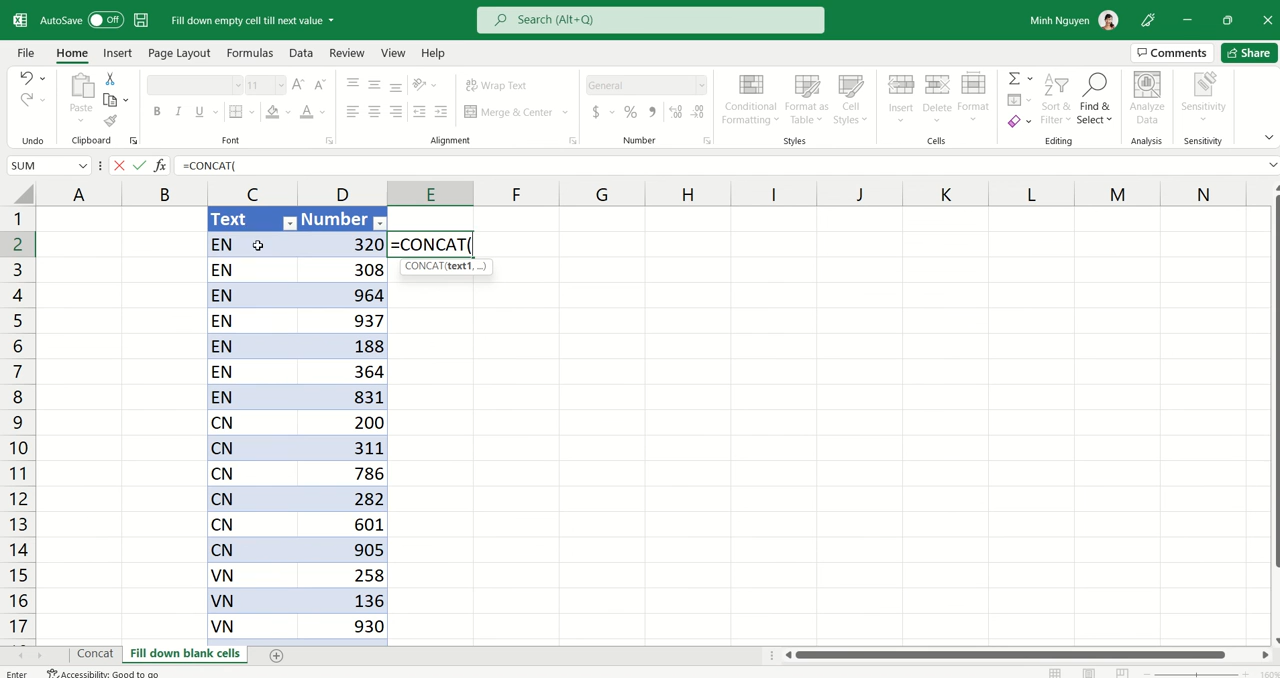 AutoSave Off Fill down empty cell till next value Search (Alt+Q) Minh Nguyen
File Home Insert Page Layout Formulas Data Review View Help Comments Share
11 Wrap Text General
Paste B I U Merge & Center $ % Conditional Formatting Format as Table Cell Styles Insert Delete Format Sort & Filter Find & Select Analyze Data Sensitivity
Undo Clipboard Font Alignment Number Styles Cells Editing Analysis Sensitivity
SUM fx =CONCAT(
A B C D E F G H I J K L M N
1 Text Number
2 EN 320 =CONCAT(
CONCAT(text1, ...)
3 EN 308
4 EN 964
5 EN 937
6 EN 188
7 EN 364
8 EN 831
9 CN 200
10 CN 311
11 CN 786
12 CN 282
13 CN 601
14 CN 905
15 VN 258
16 VN 136
17 VN 930
Concat Fill down blank cells
Enter Accessibility: Good to go 160%